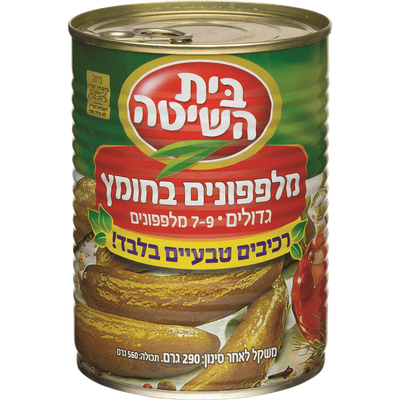 בית
השיטה
מלפפונים בחומץ
גדולים • 7-9 מלפפונים
רכיבים טבעיים בלבד!
משקל לאחר סינון: 290 גרם. תכולה: 560 גרם